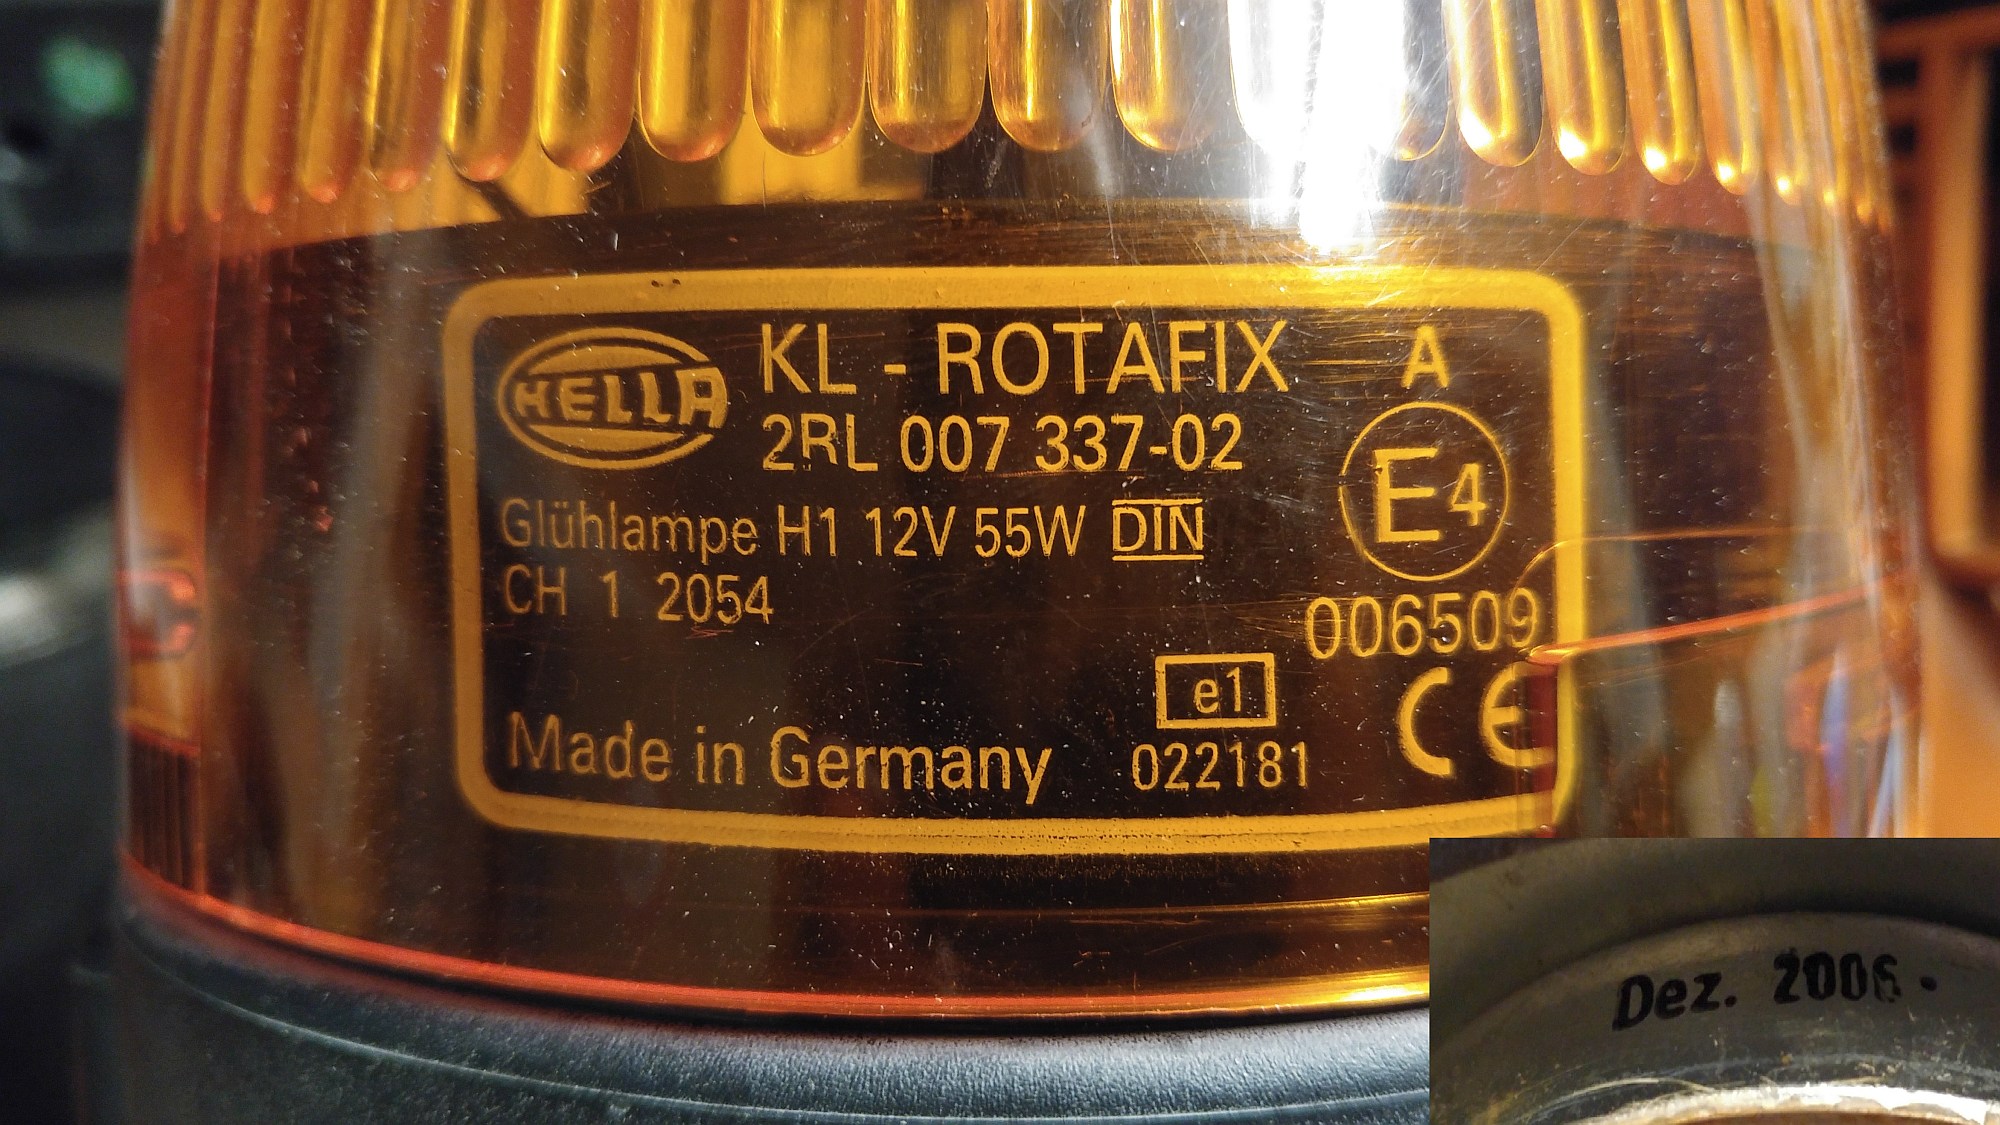 HELLA
KL - ROTAFIX
2RL 007 337-02
Glühlampe H1 12V 55W DIN
CH 1 2054
Made in Germany
A
E4
006509
e1
022181
CE
Dez. 2006.